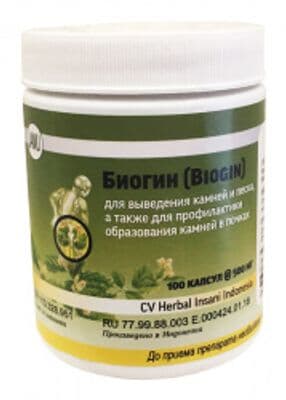 Биогин (BIOGIN)
для выведения камней и песка,
а также для профилактики
образования камней в почках
100 КАПСУЛ @ 500 МГ
CV Herbal Insani Indonesia
RU 77.99.88.003 Е.000424.01.15
Произведено в Индонезии
До приема препарата